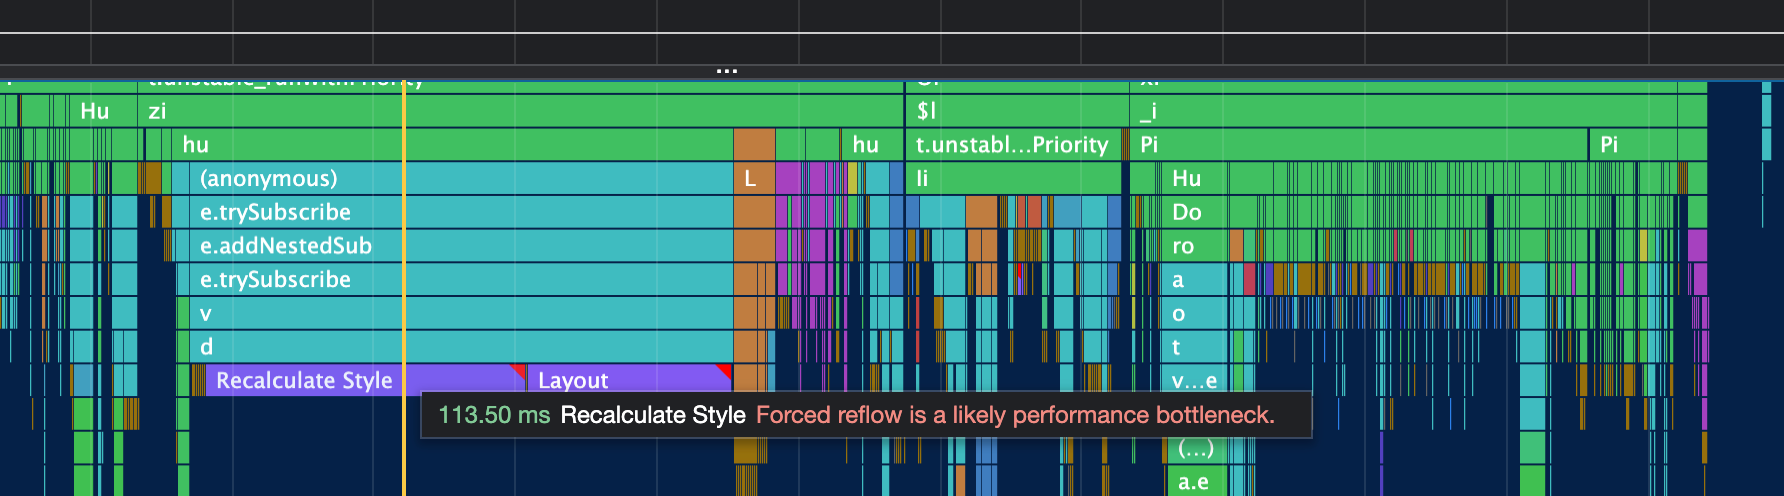 ...
Hu zi $l _i
hu hu t.unstabl...Priority Pi Pi
(anonymous) L li Hu
e.trySubscribe Do
e.addNestedSub ro
e.trySubscribe a
v o
d t
Recalculate Style Layout v...e
113.50 ms Recalculate Style Forced reflow is a likely performance bottleneck.
(...)
a.e